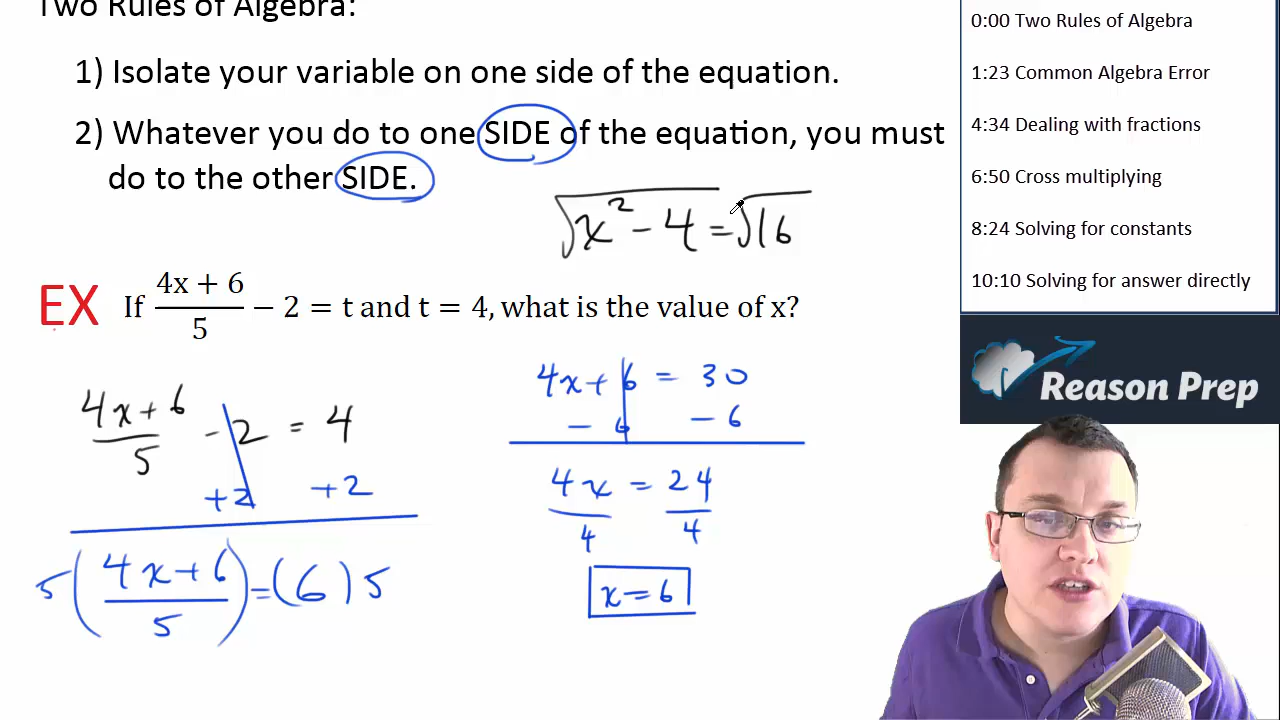 Two Rules of Algebra:
1) Isolate your variable on one side of the equation.
2) Whatever you do to one SIDE of the equation, you must
do to the other SIDE.
√(x² - 4) = √16
EX If (4x + 6)/5 - 2 = t and t = 4, what is the value of x?
(4x + 6)/5 - 2 = 4
+2 +2
5((4x + 6)/5) = (6)5
4x + 6 = 30
- 6 - 6
4x = 24
4 4
x = 6
0:00 Two Rules of Algebra
1:23 Common Algebra Error
4:34 Dealing with fractions
6:50 Cross multiplying
8:24 Solving for constants
10:10 Solving for answer directly
Reason Prep